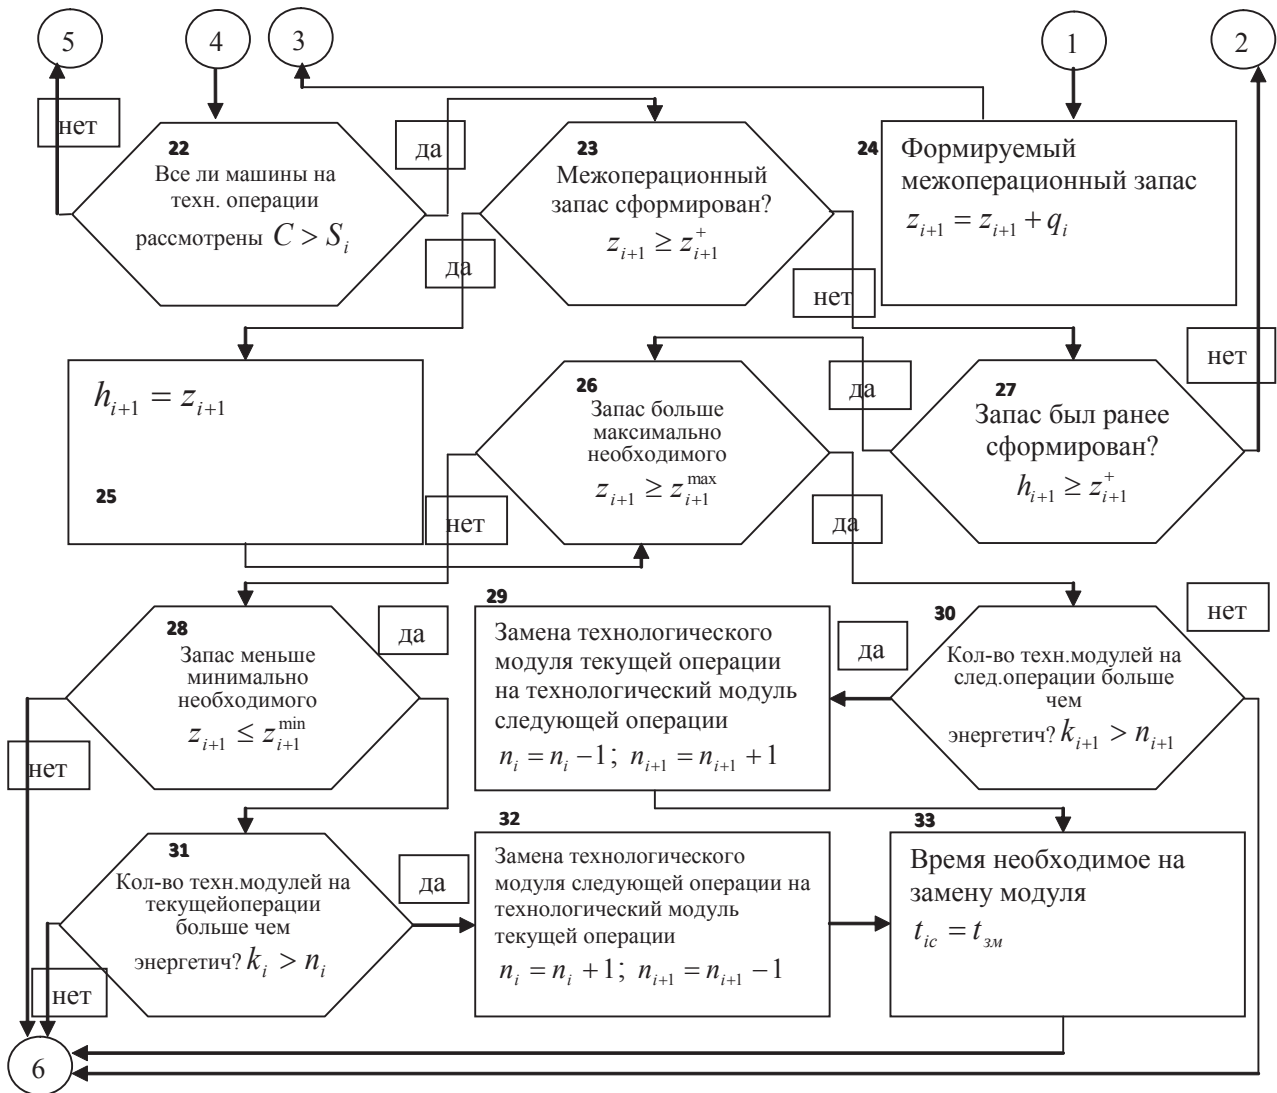 5
4
3
1
2
нет
да
22
Все ли машины на
техн. операции
рассмотрены C > S_i
23
Межоперационный
запас сформирован?
z_{i+1} ≥ z_{i+1}^+
24
Формируемый
межоперационный запас
z_{i+1} = z_{i+1} + q_i
да
нет
h_{i+1} = z_{i+1}
25
26
Запас больше
максимально
необходимого
z_{i+1} ≥ z_{i+1}^{max}
да
27
Запас был ранее
сформирован?
h_{i+1} ≥ z_{i+1}^+
нет
нет
да
28
Запас меньше
минимально
необходимого
z_{i+1} ≤ z_{i+1}^{min}
да
нет
29
Замена технологического
модуля текущей операции
на технологический модуль
следующей операции
n_i = n_i − 1; n_{i+1} = n_{i+1} + 1
да
30
Кол-во техн.модулей на
след.операции больше
чем
энергетич? k_{i+1} > n_{i+1}
нет
31
Кол-во техн.модулей на
текущейоперации
больше чем
энергетич? k_i > n_i
да
нет
32
Замена технологического
модуля следующей операции на
технологический модуль
текущей операции
n_i = n_i + 1; n_{i+1} = n_{i+1} − 1
33
Время необходимое на
замену модуля
t_{ic} = t_{зм}
6